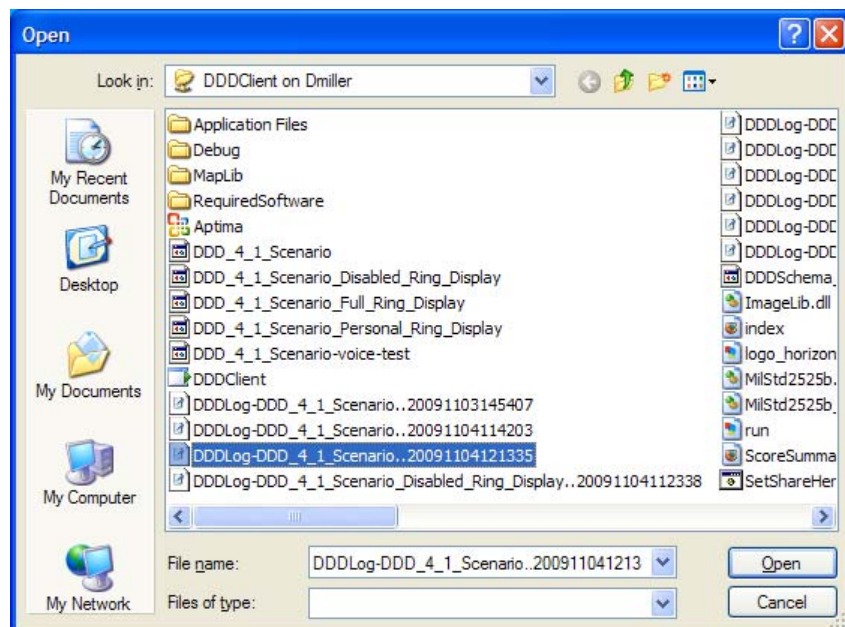 Open
Look in:
DDDClient on Dmiller
My Recent
Documents
Desktop
My Documents
My Computer
My Network
Application Files
Debug
MapLib
RequiredSoftware
Aptima
DDD_4_1_Scenario
DDD_4_1_Scenario_Disabled_Ring_Display
DDD_4_1_Scenario_Full_Ring_Display
DDD_4_1_Scenario_Personal_Ring_Display
DDD_4_1_Scenario-voice-test
DDDClient
DDDLog-DDD_4_1_Scenario..20091103145407
DDDLog-DDD_4_1_Scenario..20091104114203
DDDLog-DDD_4_1_Scenario..20091104121335
DDDLog-DDD_4_1_Scenario_Disabled_Ring_Display..20091104112338
DDDLog-DDD
DDDLog-DDD
DDDLog-DDD
DDDLog-DDD
DDDLog-DDD
DDDLog-DDD
DDDSchema_
ImageLib.dll
index
logo_horizon
MilStd2525b.
MilStd2525b_
run
ScoreSumma
SetShareHer
File name:
DDDLog-DDD_4_1_Scenario..200911041213
Open
Files of type:
Cancel